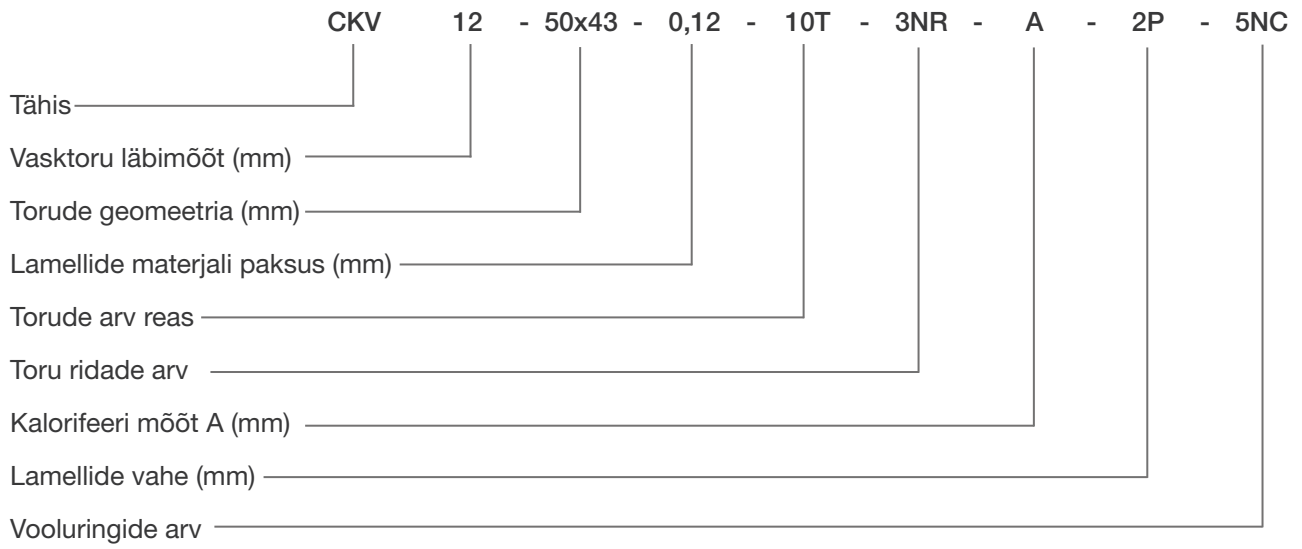 CKV 12 - 50x43 - 0,12 - 10T - 3NR - A - 2P - 5NC
Tähis
Vasktoru läbimõõt (mm)
Torude geomeetria (mm)
Lamellide materjali paksus (mm)
Torude arv reas
Toru ridade arv
Kalorifeeri mõõt A (mm)
Lamellide vahe (mm)
Vooluringide arv